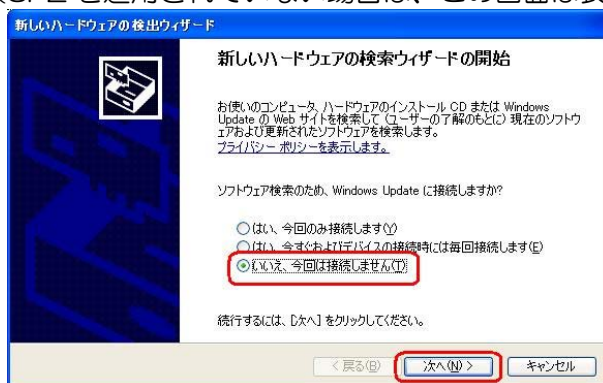 新しいハードウェアの検出ウィザード
新しいハードウェアの検索ウィザードの開始
お使いのコンピュータ、ハードウェアのインストール CD または Windows
Update の Web サイトを検索して (ユーザーの了解のもとに) 現在のソフトウ
ェアおよび更新されたソフトウェアを検索します。
プライバシー ポリシーを表示します。
ソフトウェア検索のため、Windows Update に接続しますか?
はい、今回のみ接続します(Y)
はい、今すぐおよびデバイスの接続時には毎回接続します(E)
いいえ、今回は接続しません(T)
続行するには、[次へ] をクリックしてください。
< 戻る(B)
次へ(N) >
キャンセル